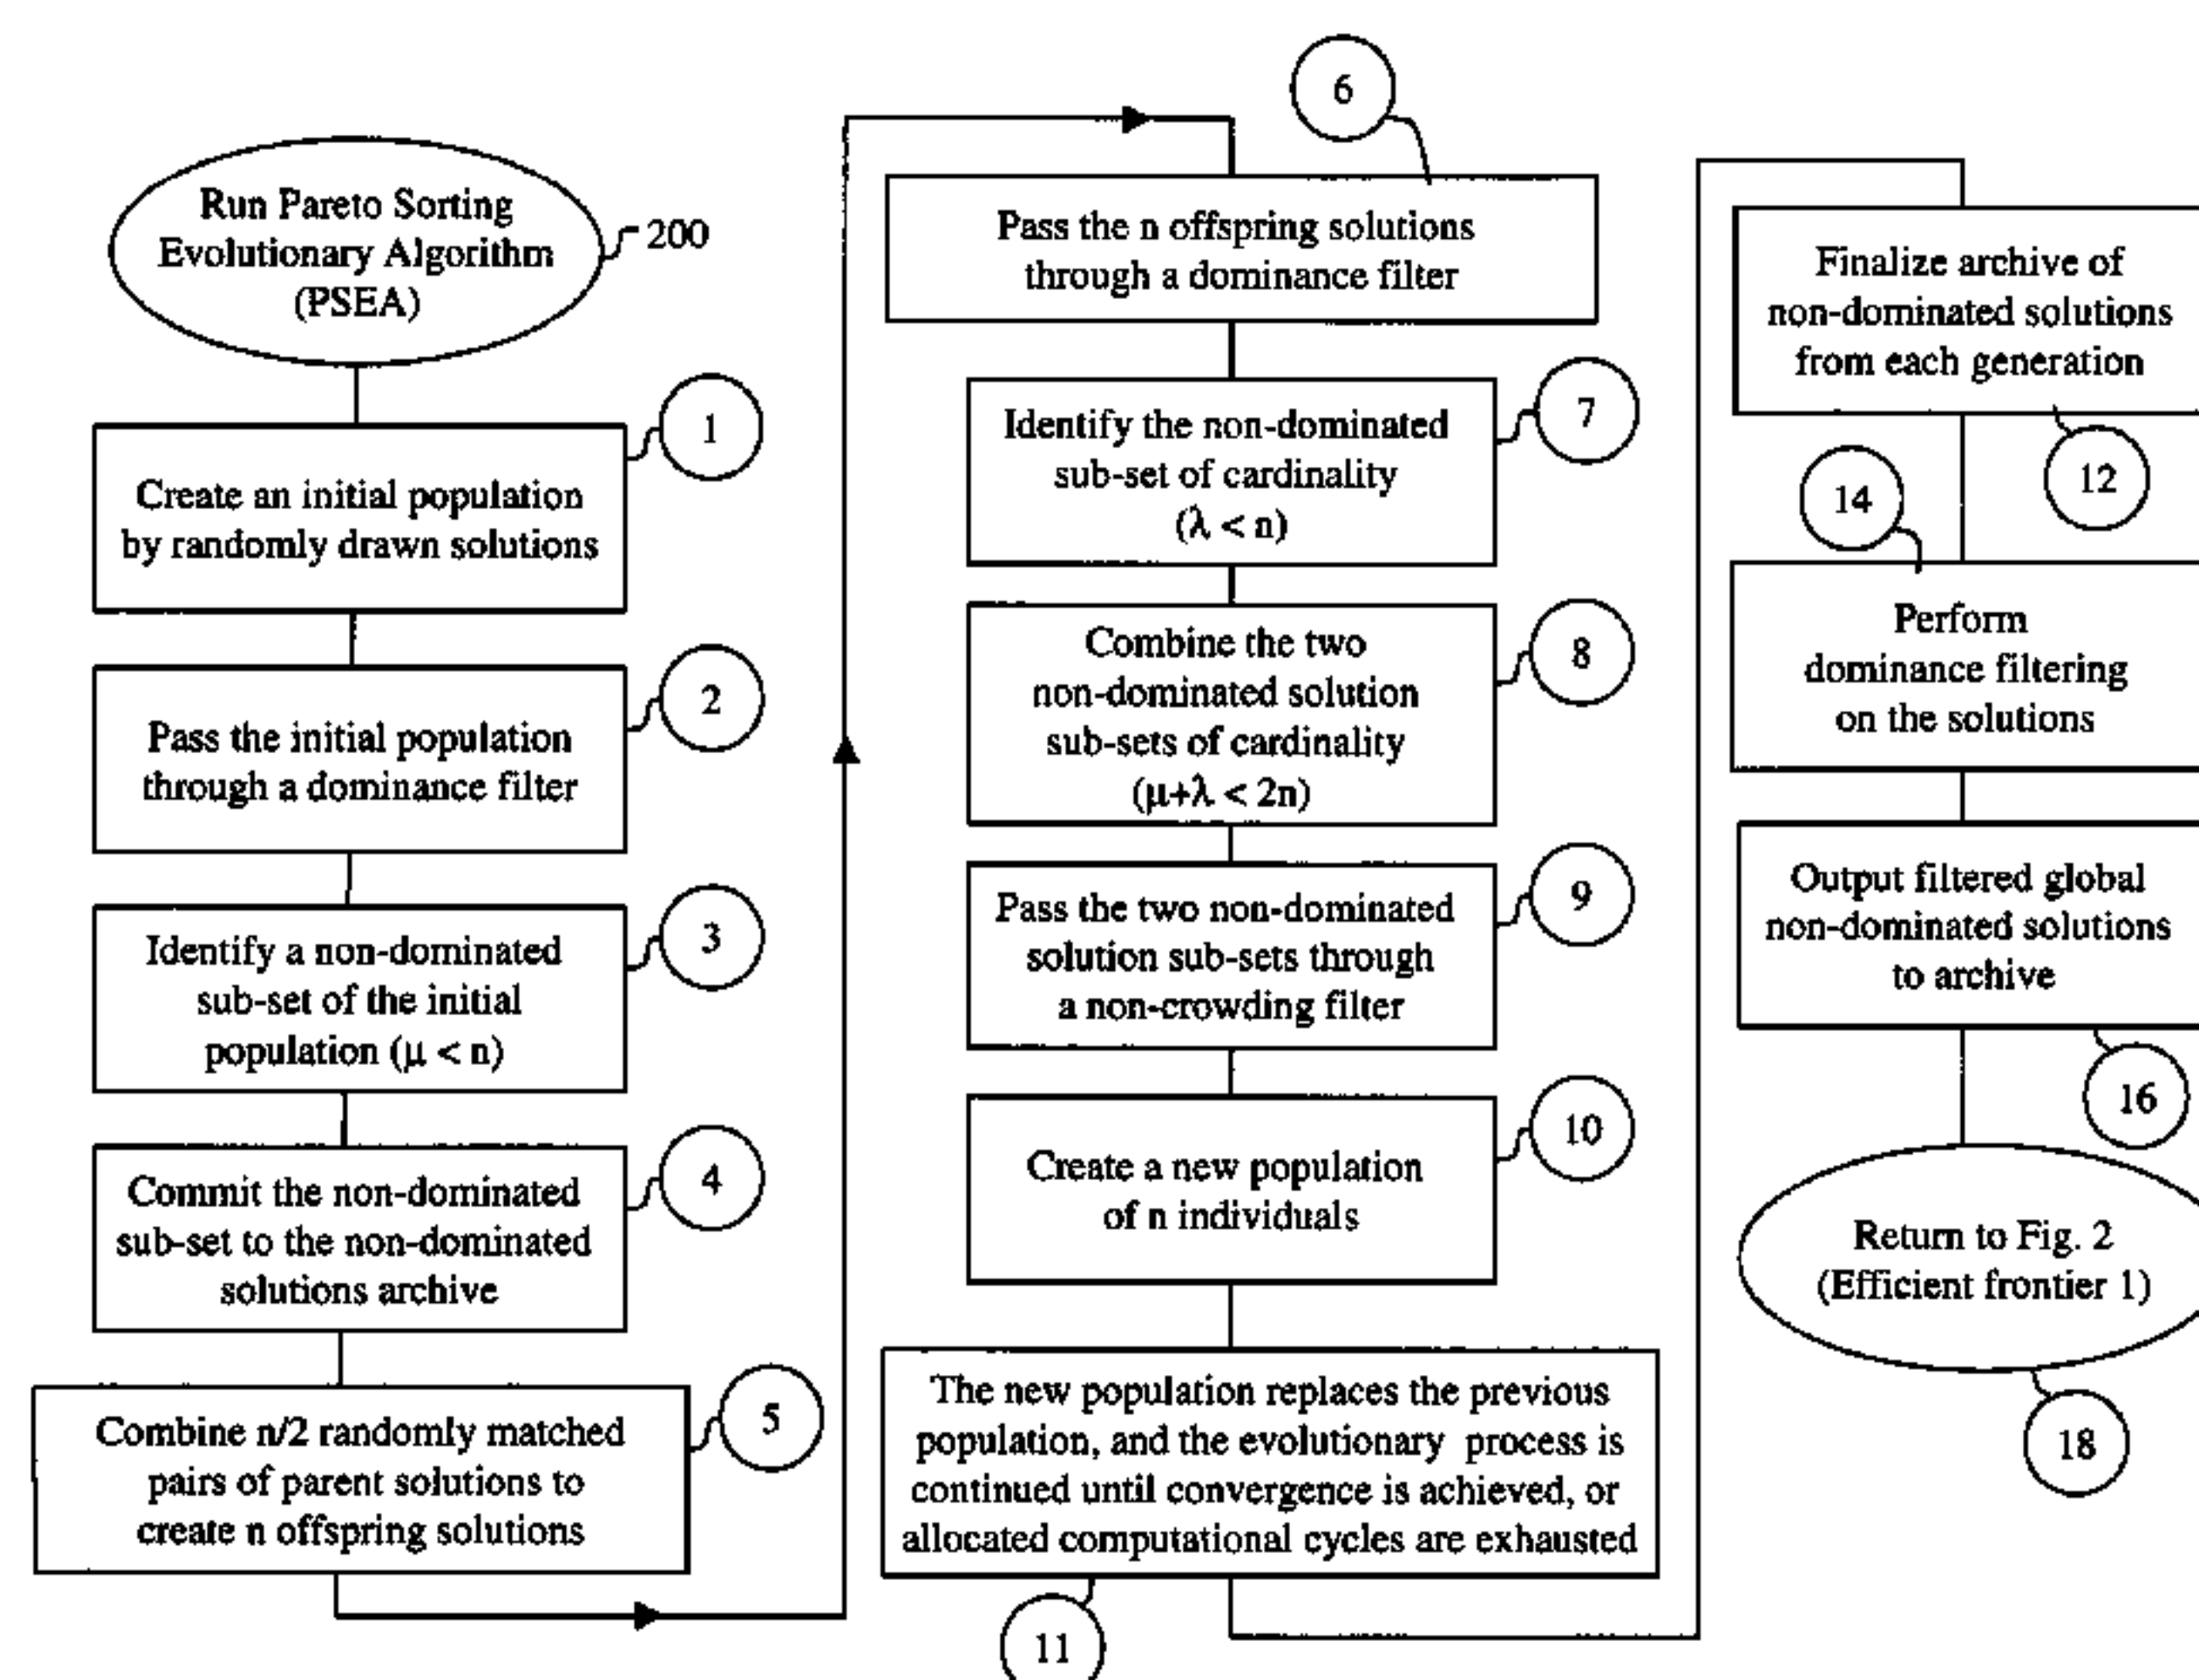 Run Pareto Sorting
Evolutionary Algorithm
(PSEA)
200
1
Create an initial population
by randomly drawn solutions
2
Pass the initial population
through a dominance filter
3
Identify a non-dominated
sub-set of the initial
population (μ < n)
4
Commit the non-dominated
sub-set to the non-dominated
solutions archive
5
Combine n/2 randomly matched
pairs of parent solutions to
create n offspring solutions
6
Pass the n offspring solutions
through a dominance filter
7
Identify the non-dominated
sub-set of cardinality
(λ < n)
8
Combine the two
non-dominated solution
sub-sets of cardinality
(μ+λ < 2n)
9
Pass the two non-dominated
solution sub-sets through
a non-crowding filter
10
Create a new population
of n individuals
The new population replaces the previous
population, and the evolutionary process is
continued until convergence is achieved, or
allocated computational cycles are exhausted
11
Finalize archive of
non-dominated solutions
from each generation
12
14
Perform
dominance filtering
on the solutions
Output filtered global
non-dominated solutions
to archive
16
Return to Fig. 2
(Efficient frontier 1)
18